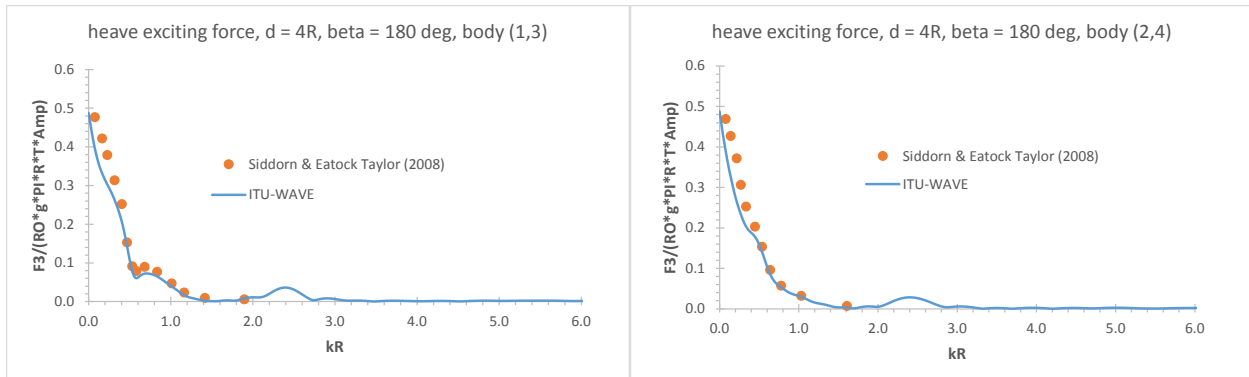 heave exciting force, d = 4R, beta = 180 deg, body (1,3)
F3/(RO*g*PI*R*T*Amp)
0.6
0.5
0.4
0.3
0.2
0.1
0.0
Siddorn & Eatock Taylor (2008)
ITU-WAVE
0.0 1.0 2.0 3.0 4.0 5.0 6.0
kR
heave exciting force, d = 4R, beta = 180 deg, body (2,4)
F3/(RO*g*PI*R*T*Amp)
0.6
0.5
0.4
0.3
0.2
0.1
0.0
Siddorn & Eatock Taylor (2008)
ITU-WAVE
0.0 1.0 2.0 3.0 4.0 5.0 6.0
kR